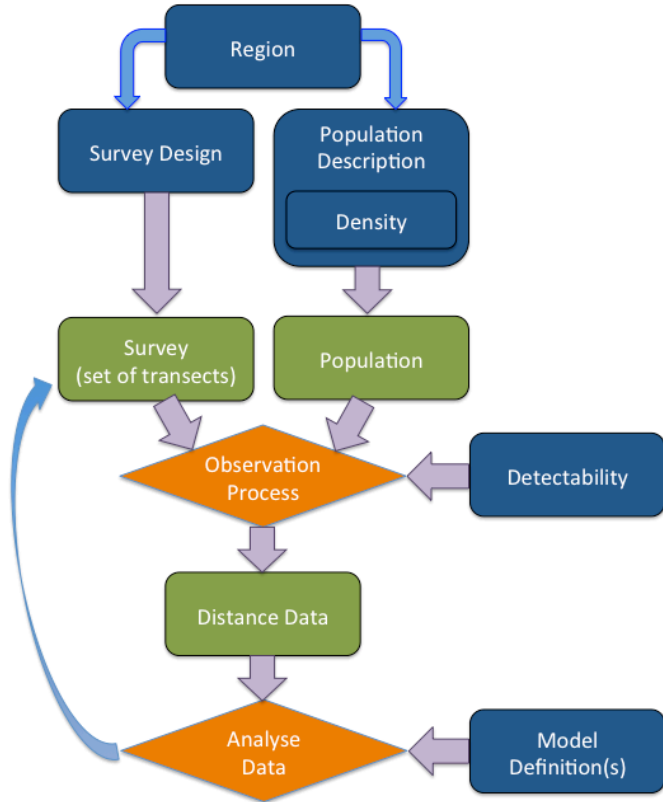 Region
Survey Design
Population
Description
Density
Survey
(set of transects)
Population
Observation
Process
Detectability
Distance Data
Analyse
Data
Model
Definition(s)